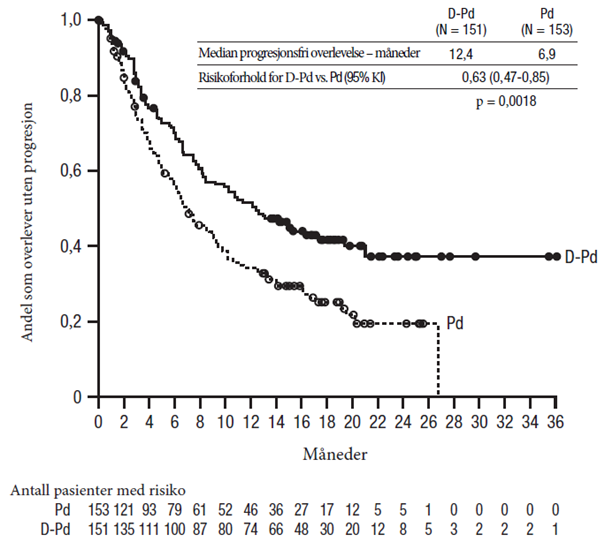 D-Pd Pd
(N = 151) (N = 153)
Median progresjonsfri overlevelse – måneder 12,4 6,9
Risikoforhold for D-Pd vs. Pd (95% KI) 0,63 (0,47-0,85)
p = 0,0018
Andel som overlever uten progresjon
1,0
0,8
0,6
0,4
0,2
0
D-Pd
Pd
0 2 4 6 8 10 12 14 16 18 20 22 24 26 28 30 32 34 36
Måneder
Antall pasienter med risiko
Pd 153 121 93 79 61 52 46 36 27 17 12 5 5 1 0 0 0 0 0
D-Pd 151 135 111 100 87 80 74 66 48 30 20 12 8 5 3 2 2 2 1